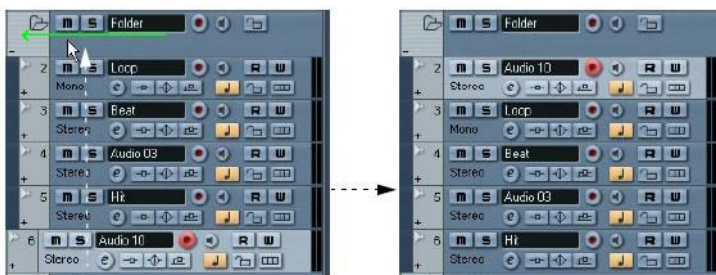 m S Folder
2 m S Loop R W
Mono e
3 m S Beat R W
Stereo e
4 m S Audio 03 R W
Stereo e
5 m S Hit R W
Stereo e
6 m S Audio 10 R W
Stereo e
m S Folder
2 m S Audio 10 R W
Stereo e
3 m S Loop R W
Mono e
4 m S Beat R W
Stereo e
5 m S Audio 03 R W
Stereo e
6 m S Hit R W
Stereo e